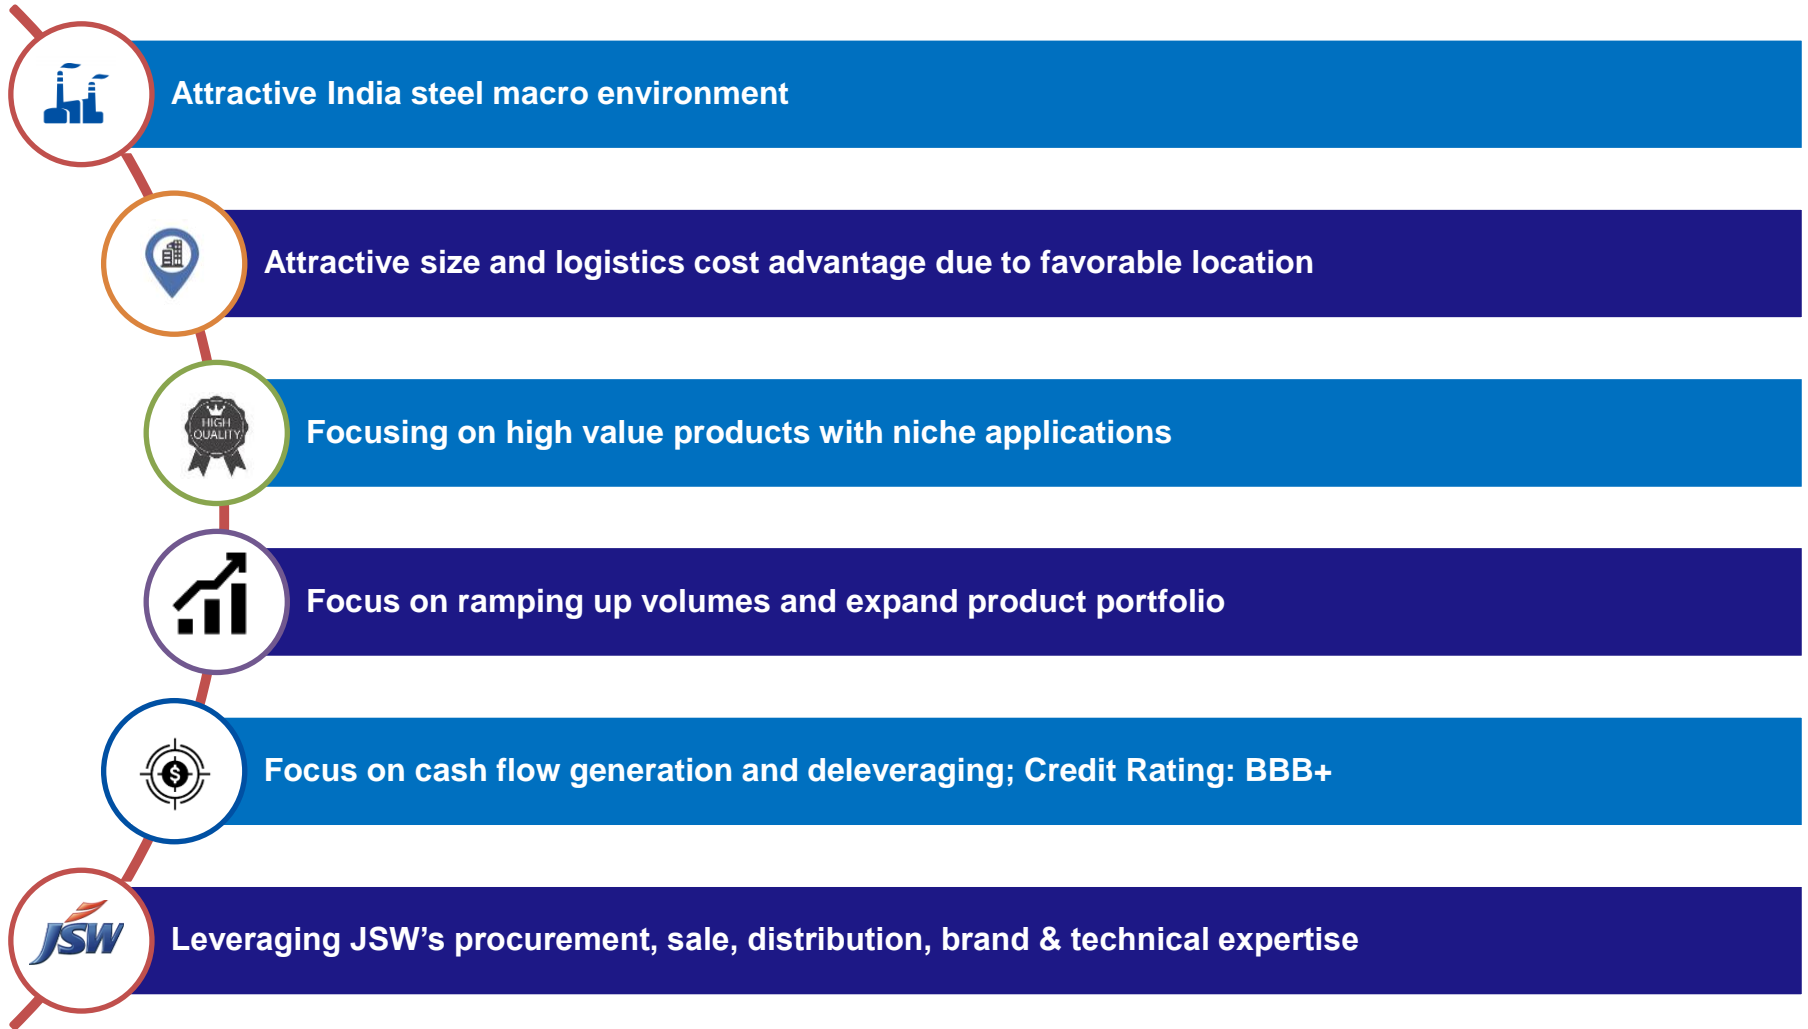 Attractive India steel macro environment
Attractive size and logistics cost advantage due to favorable location
HIGH
QUALITY
Focusing on high value products with niche applications
Focus on ramping up volumes and expand product portfolio
$
Focus on cash flow generation and deleveraging; Credit Rating: BBB+
JSW
Leveraging JSW’s procurement, sale, distribution, brand & technical expertise